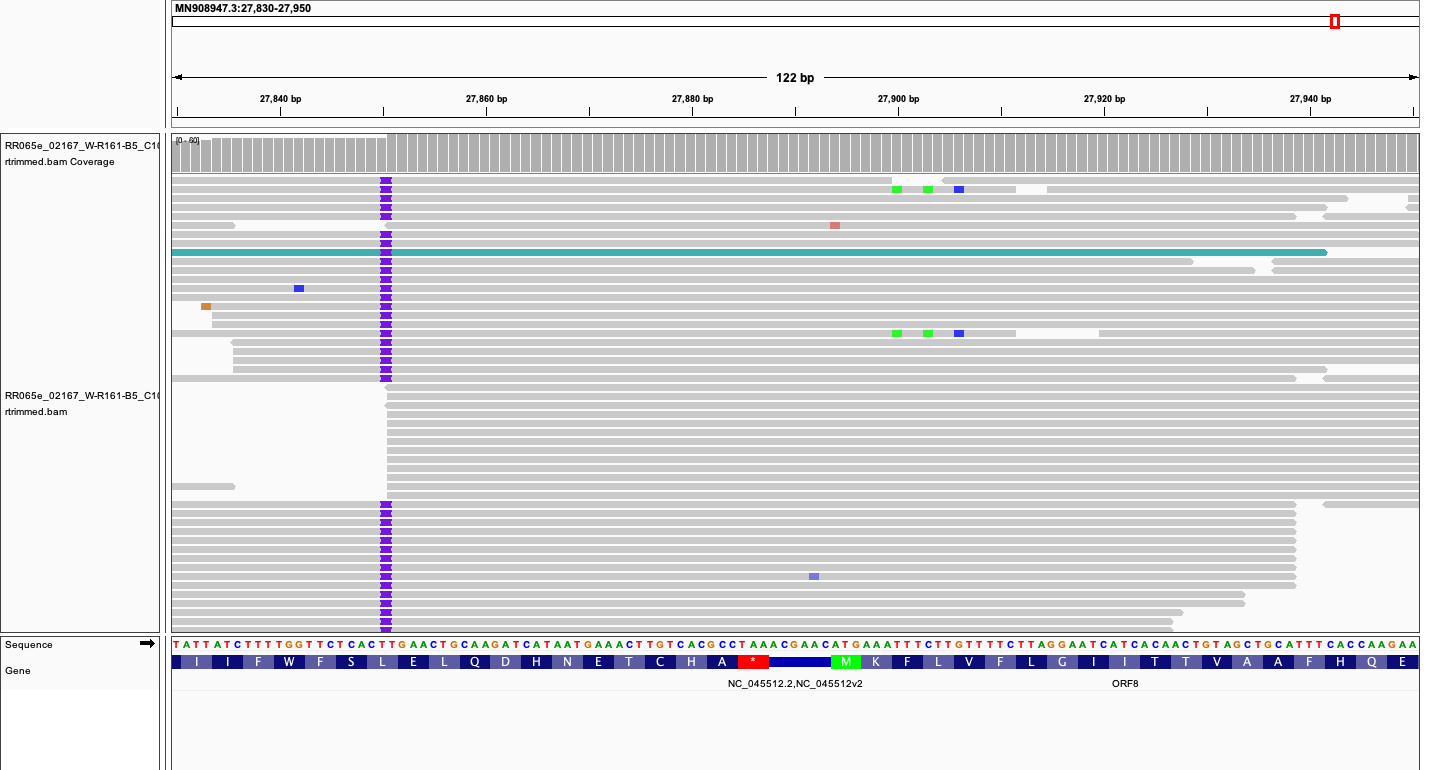 MN908947.3:27,830-27,950
122 bp
27,840 bp 27,860 bp 27,880 bp 27,900 bp 27,920 bp 27,940 bp
RR065e_02167_W-R161-B5_C10
rtrimmed.bam Coverage
[0 - 60]
RR065e_02167_W-R161-B5_C10
rtrimmed.bam
Sequence
TATTATCTTTTGGTTCTCACTTGAACTGCAAGATCATAATGAAACTTGTCACGCCTAAACGAACATGAAATTTCTTGTTTTCTTAGGAATCATCACAACTGTAGCTGCATTTCACCAAGAA
Gene
I I F W F S L E L Q D H N E T C H A * M K F L V F L G I I T T V A A F H Q E
NC_045512.2,NC_045512v2 ORF8